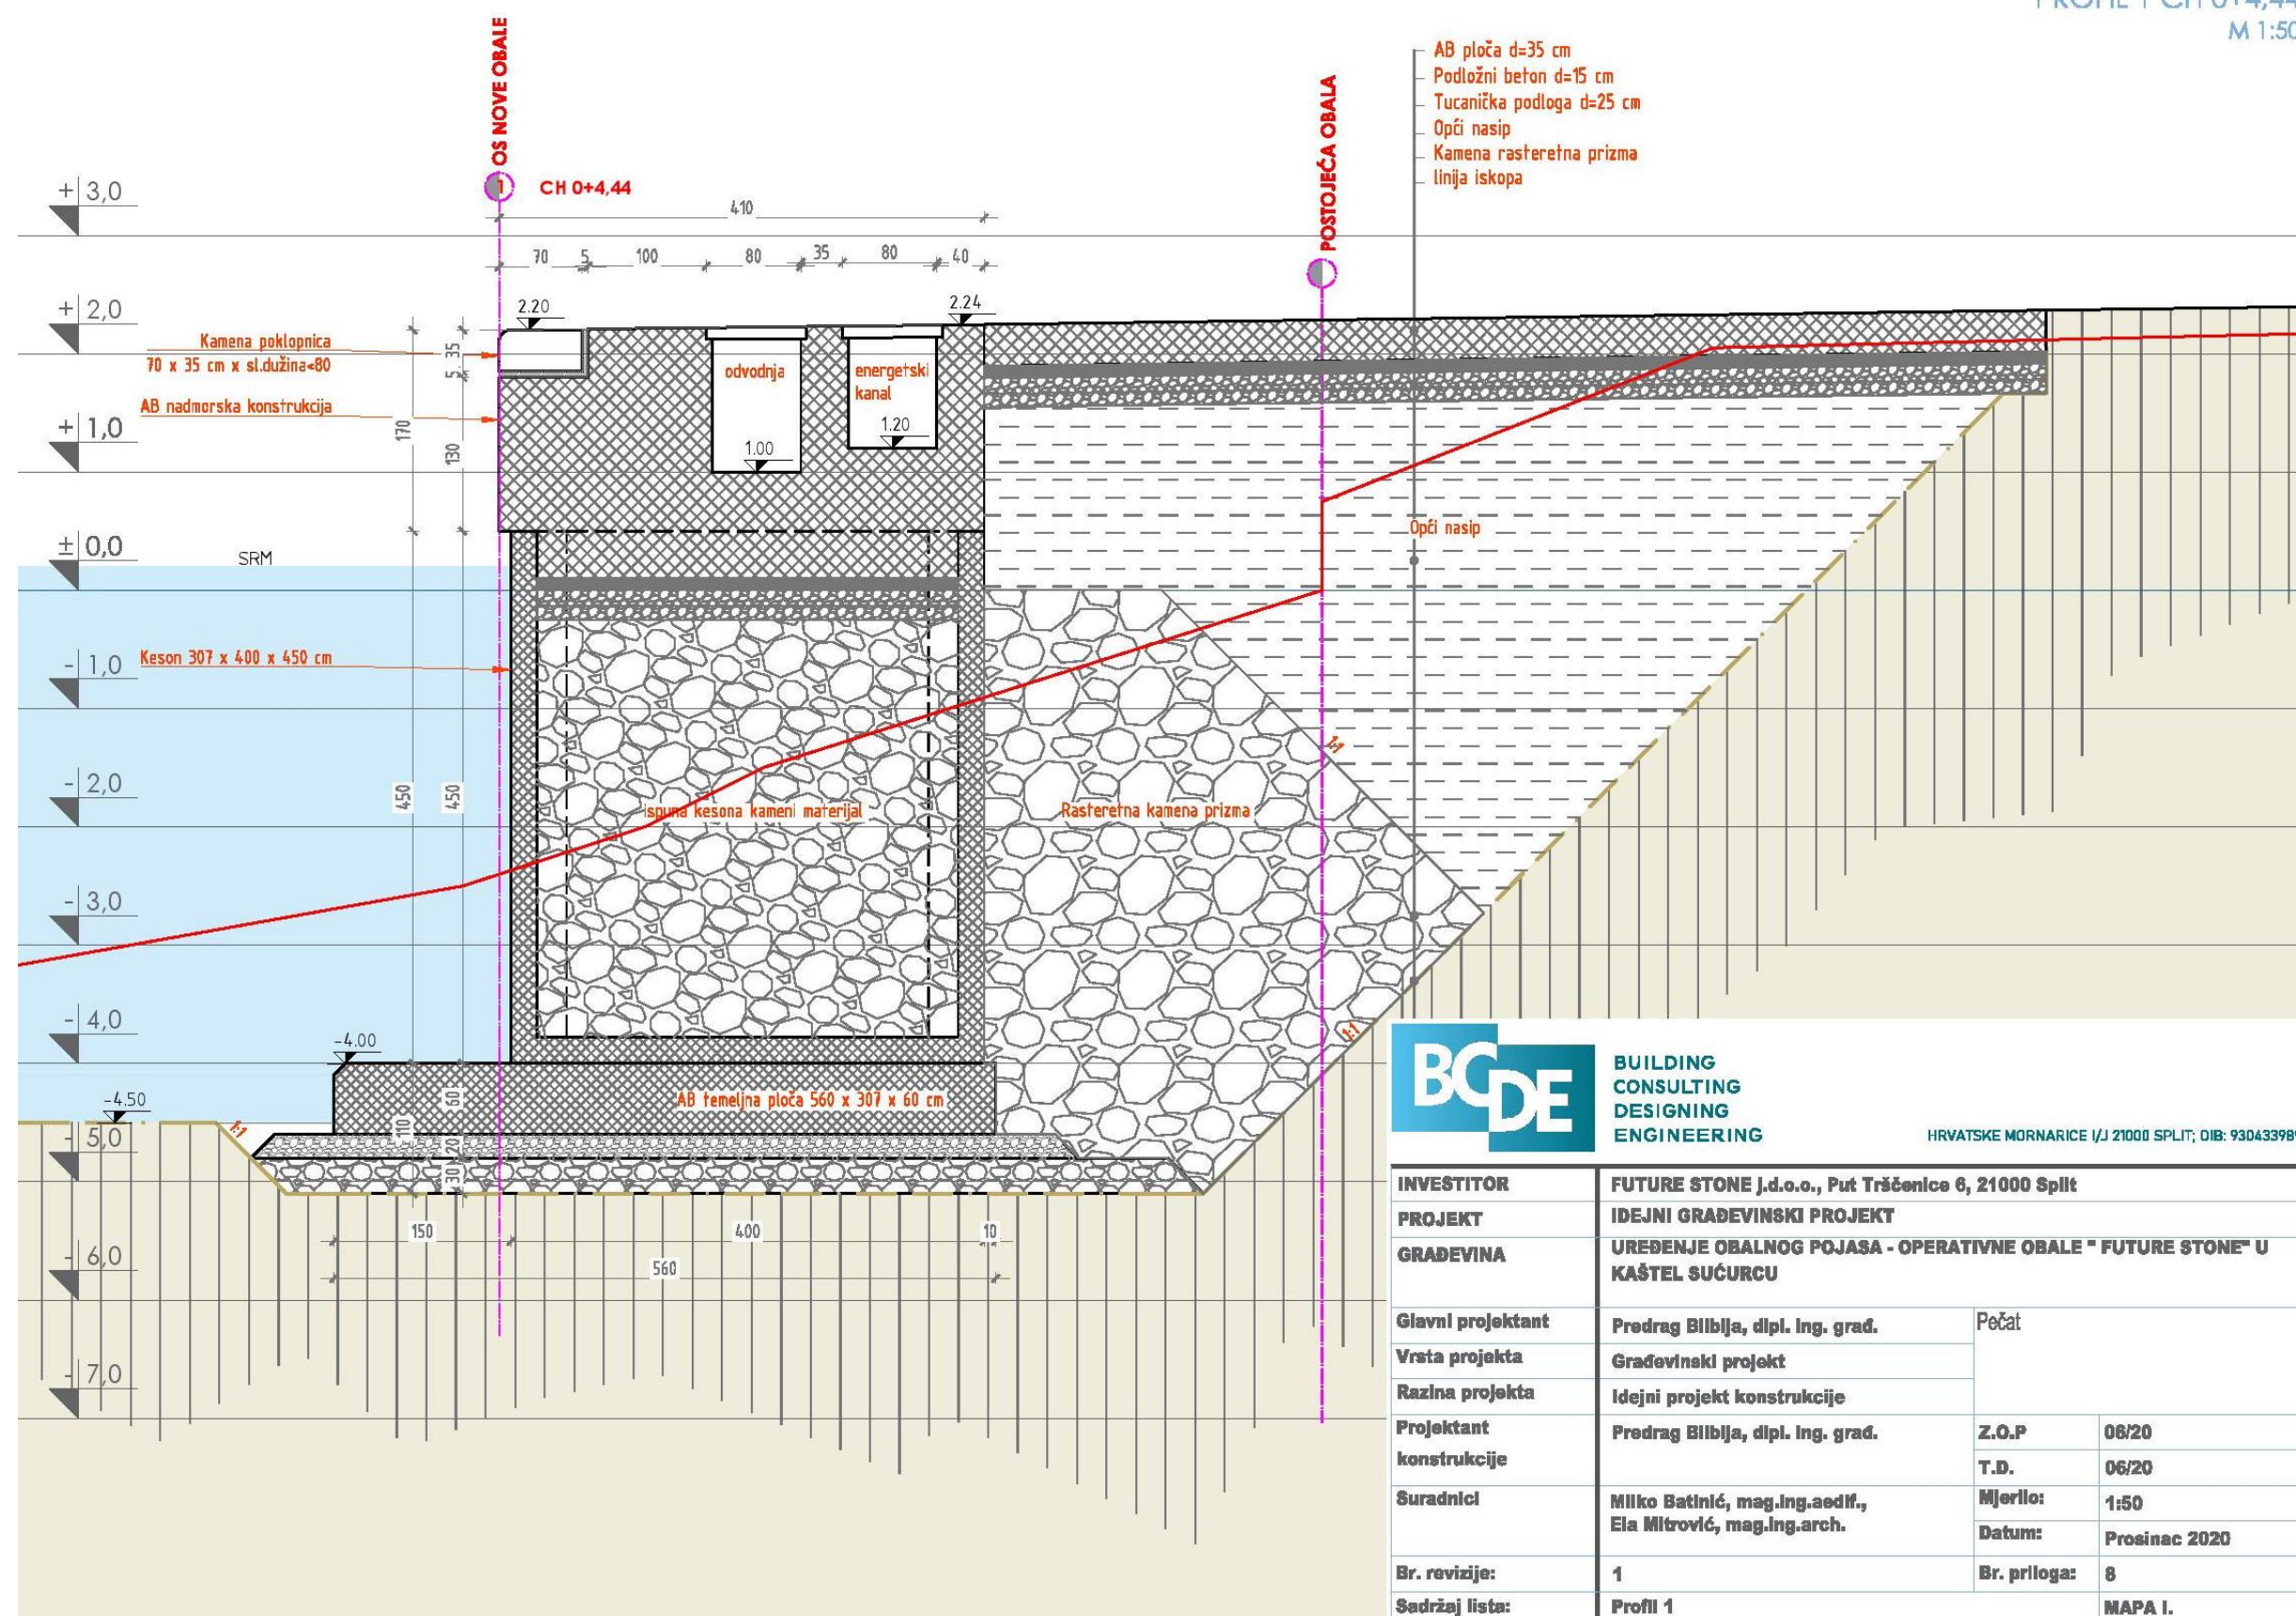 M 1:50
OS NOVE OBALE
1
CH 0+4,44
POSTOJEĆA OBALA
AB ploča d=35 cm
Podložni beton d=15 cm
Tucanička podloga d=25 cm
Opći nasip
Kamena rasteretna prizma
linija iskopa
410
70 5 100 80 35 80 40
+ 3,0
+ 2,0
+ 1,0
± 0,0
- 1,0
- 2,0
- 3,0
- 4,0
- 5,0
- 6,0
- 7,0
2.20
2.24
Kamena poklopnica
70 x 35 cm x sl.dužina<80
AB nadmorska konstrukcija
170
35
5
130
odvodnja
energetski
kanal
1.00
1.20
SRM
Opći nasip
Keson 307 x 400 x 450 cm
450
450
Ispuna kesona kameni materijal
Rasteretna kamena prizma
1:1
1:1
-4.00
-4.50
1:1
AB temeljna ploča 560 x 307 x 60 cm
110
60
20
30
150 400 10
560
BCDE
BUILDING
CONSULTING
DESIGNING
ENGINEERING
HRVATSKE MORNARICE I/J 21000 SPLIT; OIB:
INVESTITOR FUTURE STONE j.d.o.o., Put Trščenice 6, 21000 Split
PROJEKT IDEJNI GRAĐEVINSKI PROJEKT
GRAĐEVINA UREĐENJE OBALNOG POJASA - OPERATIVNE OBALE " FUTURE STONE" U
KAŠTEL SUĆURCU
Glavni projektant Predrag Bilbija, dipl. ing. građ. Pečat
Vrsta projekta Građevinski projekt
Razina projekta Idejni projekt konstrukcije
Projektant
konstrukcije Predrag Bilbija, dipl. ing. građ. Z.O.P 06/20
T.D. 06/20
Suradnici Milko Batinić, mag.ing.aedif.,
Ela Mitrović, mag.ing.arch.
Mjerilo: 1:50
Datum: Prosinac 2020
Br. revizije: 1 Br. priloga: 8
Sadržaj lista: Profil 1 MAPA I.